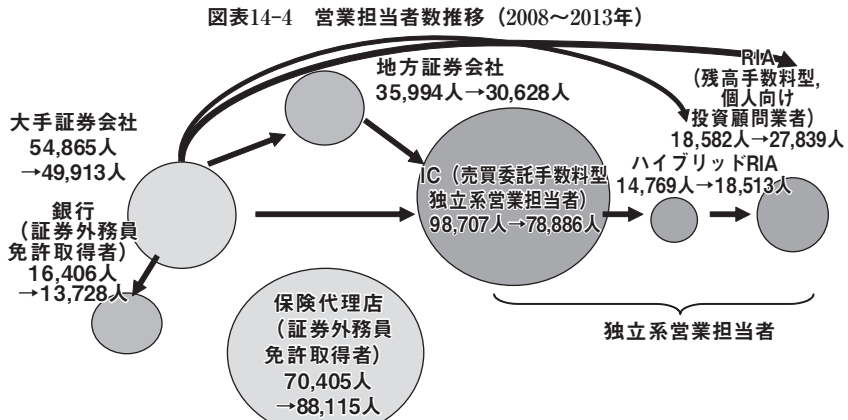 図表14-4 営業担当者数推移（2008～2013年）
地方証券会社
35,994人→30,628人
大手証券会社
54,865人
→49,913人
銀行
（証券外務員
免許取得者）
16,406人
→13,728人
IC（売買委託手数料型
独立系営業担当者）
98,707人→78,886人
RIA
（残高手数料型，
個人向け
投資顧問業者）
18,582人→27,839人
ハイブリッドRIA
14,769人→18,513人
保険代理店
（証券外務員
免許取得者）
70,405人
→88,115人
独立系営業担当者